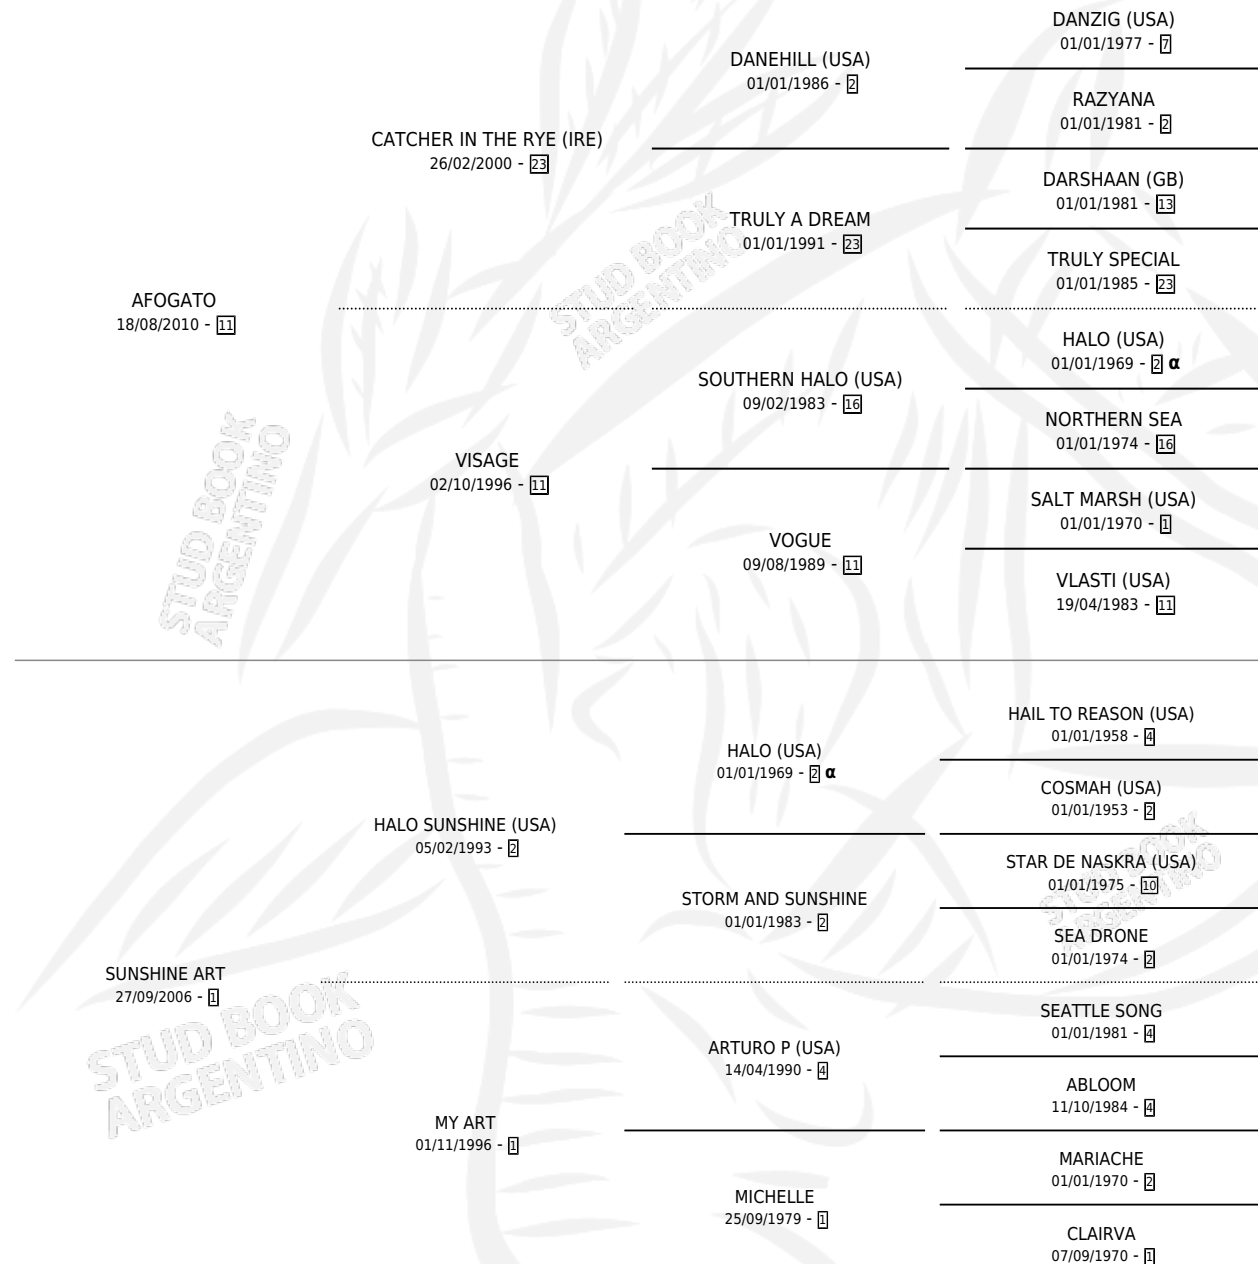 AFOGATO
18/08/2010 - 11
CATCHER IN THE RYE (IRE)
26/02/2000 - 23
DANEHILL (USA)
01/01/1986 - 2
DANZIG (USA)
01/01/1977 - 7
RAZYANA
01/01/1981 - 2
TRULY A DREAM
01/01/1991 - 23
DARSHAAN (GB)
01/01/1981 - 13
TRULY SPECIAL
01/01/1985 - 23
VISAGE
02/10/1996 - 11
SOUTHERN HALO (USA)
09/02/1983 - 16
HALO (USA)
01/01/1969 - 2 α
NORTHERN SEA
01/01/1974 - 16
VOGUE
09/08/1989 - 11
SALT MARSH (USA)
01/01/1970 - 1
VLASTI (USA)
19/04/1983 - 11
SUNSHINE ART
27/09/2006 - 1
HALO SUNSHINE (USA)
05/02/1993 - 2
HALO (USA)
01/01/1969 - 2 α
HAIL TO REASON (USA)
01/01/1958 - 4
COSMAH (USA)
01/01/1953 - 2
STORM AND SUNSHINE
01/01/1983 - 2
STAR DE NASKRA (USA)
01/01/1975 - 10
SEA DRONE
01/01/1974 - 2
MY ART
01/11/1996 - 1
ARTURO P (USA)
14/04/1990 - 4
SEATTLE SONG
01/01/1981 - 4
ABLOOM
11/10/1984 - 4
MICHELLE
25/09/1979 - 1
MARIACHE
01/01/1970 - 2
CLAIRVA
07/09/1970 - 1
STUD BOOK
ARGENTINO
STUD BOOK
ARGENTINO
STUD BOOK
ARGENTINO
STUD BOOK
ARGENTINO